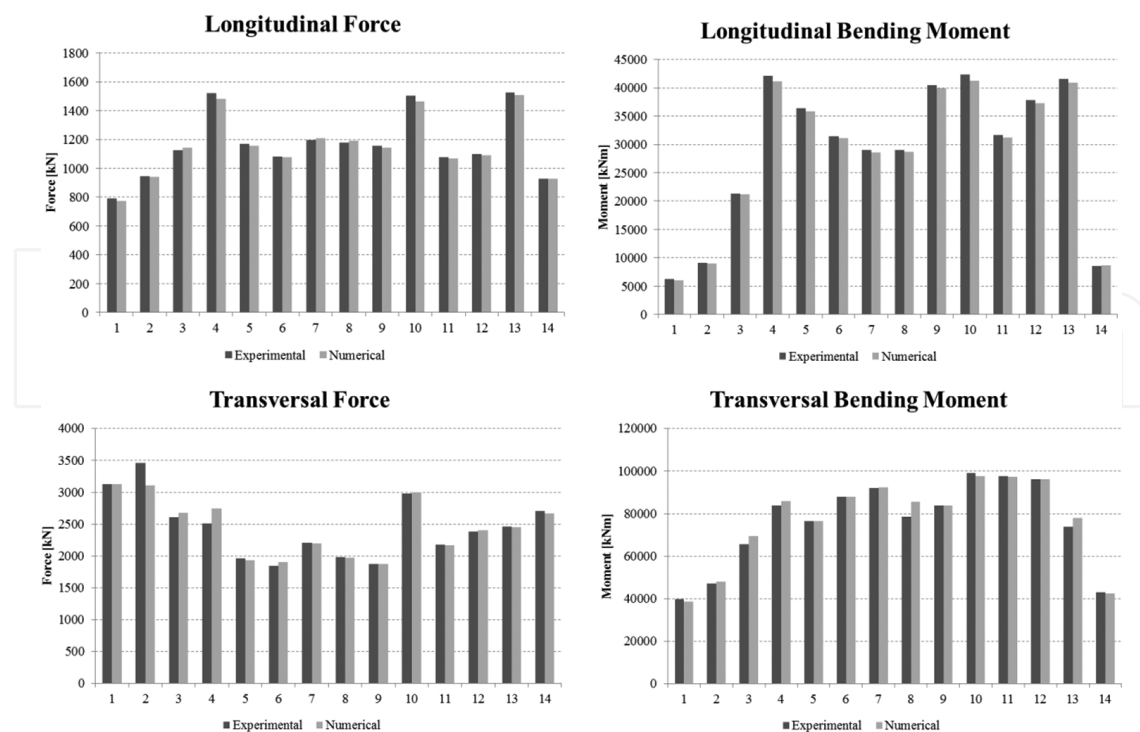 Longitudinal Force
1800
1600
1400
1200
1000
800
600
400
200
0
Force [kN]
1 2 3 4 5 6 7 8 9 10 11 12 13 14
Experimental Numerical
Longitudinal Bending Moment
45000
40000
35000
30000
25000
20000
15000
10000
5000
0
Moment [kNm]
1 2 3 4 5 6 7 8 9 10 11 12 13 14
Experimental Numerical
Transversal Force
4000
3500
3000
2500
2000
1500
1000
500
0
Force [kN]
1 2 3 4 5 6 7 8 9 10 11 12 13 14
Experimental Numerical
Transversal Bending Moment
120000
100000
80000
60000
40000
20000
0
Moment [kNm]
1 2 3 4 5 6 7 8 9 10 11 12 13 14
Experimental Numerical